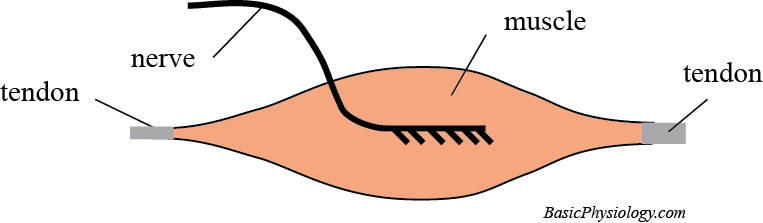 muscle
nerve
tendon
tendon
BasicPhysiology.com